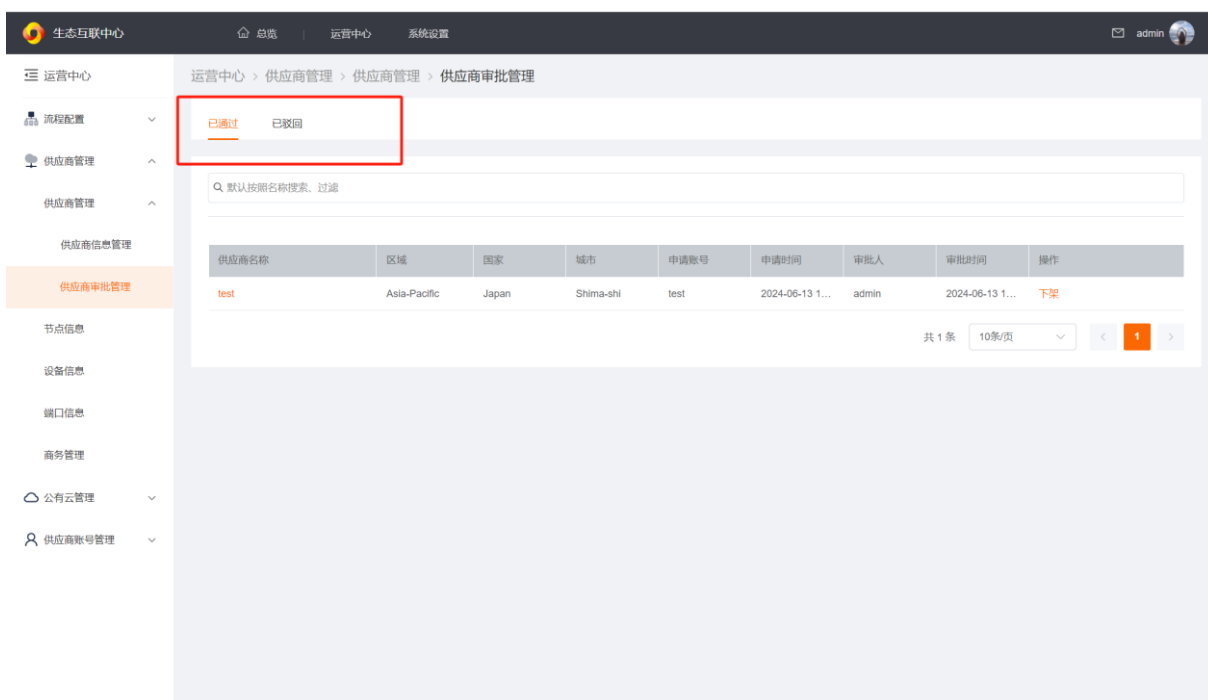 生态互联中心 总览 运营中心 系统设置 admin
运营中心 运营中心 > 供应商管理 > 供应商管理 > 供应商审批管理
流程配置
已通过 已驳回
供应商管理
默认按照名称搜索、过滤
供应商管理
供应商信息管理
供应商名称 区域 国家 城市 申请账号 申请时间 审批人 审批时间 操作
供应商审批管理
test Asia-Pacific Japan Shima-shi test 2024-06-13 1... admin 2024-06-13 1... 下架
节点信息
共 1 条 10条/页 < 1 >
设备信息
端口信息
商务管理
公有云管理
供应商账号管理